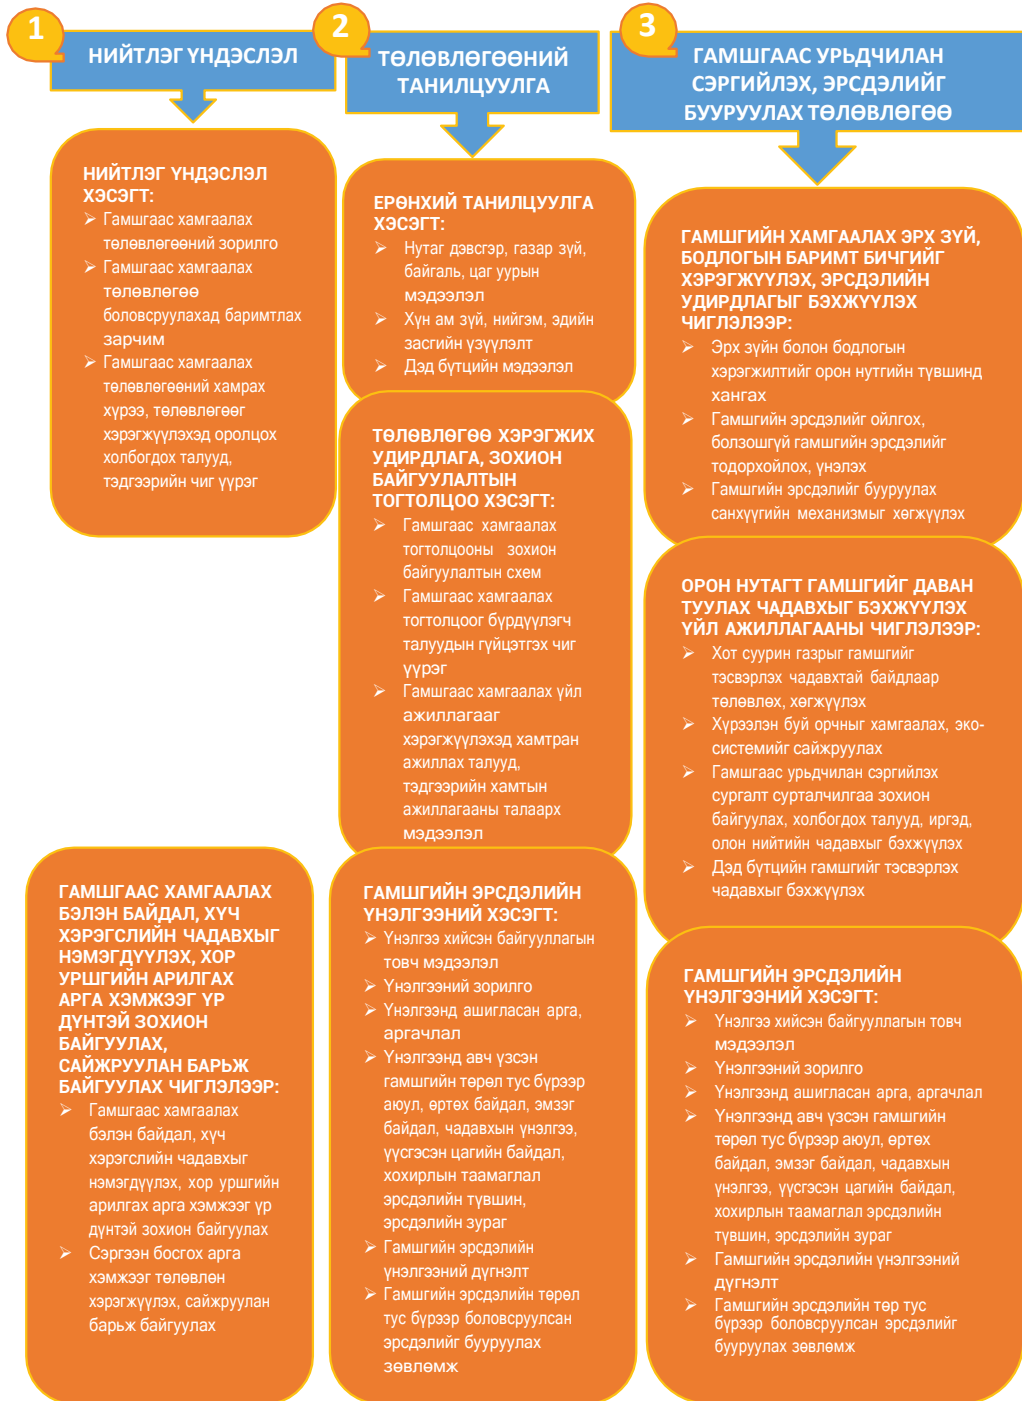 1
НИЙТЛЭГ ҮНДЭСЛЭЛ
НИЙТЛЭГ ҮНДЭСЛЭЛ
ХЭСЭГТ:
➢ Гамшгаас хамгаалах
төлөвлөгөөний зорилго
➢ Гамшгаас хамгаалах
төлөвлөгөө
боловсруулахад баримтлах
зарчим
➢ Гамшгаас хамгаалах
төлөвлөгөөний хамрах
хүрээ, төлөвлөгөөг
хэрэгжүүлэхэд оролцох
холбогдох талууд,
тэдгээрийн чиг үүрэг
ГАМШГААС ХАМГААЛАХ
БЭЛЭН БАЙДАЛ, ХҮЧ
ХЭРЭГСЛИЙН ЧАДАВХЫГ
НЭМЭГДҮҮЛЭХ, ХОР
УРШГИЙН АРИЛГАХ
АРГА ХЭМЖЭЭГ ҮР
ДҮНТЭЙ ЗОХИОН
БАЙГУУЛАХ,
САЙЖРУУЛАН БАРЬЖ
БАЙГУУЛАХ ЧИГЛЭЛЭЭР:
➢ Гамшгаас хамгаалах
бэлэн байдал, хүч
хэрэгслийн чадавхыг
нэмэгдүүлэх, хор уршгийн
арилгах арга хэмжээг үр
дүнтэй зохион байгуулах
➢ Сэргээн босгох арга
хэмжээг төлөвлөн
хэрэгжүүлэх, сайжруулан
барьж байгуулах
2
ТӨЛӨВЛӨГӨӨНИЙ
ТАНИЛЦУУЛГА
ЕРӨНХИЙ ТАНИЛЦУУЛГА
ХЭСЭГТ:
➢ Нутаг дэвсгэр, газар зүй,
байгаль, цаг уурын
мэдээлэл
➢ Хүн ам зүй, нийгэм, эдийн
засгийн үзүүлэлт
➢ Дэд бүтцийн мэдээлэл
ТӨЛӨВЛӨГӨӨ ХЭРЭГЖИХ
УДИРДЛАГА, ЗОХИОН
БАЙГУУЛАЛТЫН
ТОГТОЛЦОО ХЭСЭГТ:
➢ Гамшгаас хамгаалах
тогтолцооны зохион
байгуулалтын схем
➢ Гамшгаас хамгаалах
тогтолцоог бүрдүүлэгч
талуудын гүйцэтгэх чиг
үүрэг
➢ Гамшгаас хамгаалах үйл
ажиллагааг
хэрэгжүүлэхэд хамтран
ажиллах талууд,
тэдгээрийн хамтын
ажиллагааны талаарх
мэдээлэл
ГАМШГИЙН ЭРСДЭЛИЙН
ҮНЭЛГЭЭНИЙ ХЭСЭГТ:
➢ Үнэлгээ хийсэн байгууллагын
товч мэдээлэл
➢ Үнэлгээний зорилго
➢ Үнэлгээнд ашигласан арга,
аргачлал
➢ Үнэлгээнд авч үзсэн
гамшгийн төрөл тус бүрээр
аюул, өртөх байдал, эмзэг
байдал, чадавхын үнэлгээ,
үүсгэсэн цагийн байдал,
хохирлын таамаглал
эрсдэлийн түвшин,
эрсдэлийн зураг
➢ Гамшгийн эрсдэлийн
үнэлгээний дүгнэлт
➢ Гамшгийн эрсдэлийн төрөл
тус бүрээр боловсруулсан
эрсдэлийг бууруулах
зөвлөмж
3
ГАМШГААС УРЬДЧИЛАН
СЭРГИЙЛЭХ, ЭРСДЭЛИЙГ
БУУРУУЛАХ ТӨЛӨВЛӨГӨӨ
ГАМШГИЙН ХАМГААЛАХ ЭРХ ЗҮЙ,
БОДЛОГЫН БАРИМТ БИЧГИЙГ
ХЭРЭГЖҮҮЛЭХ, ЭРСДЭЛИЙН
УДИРДЛАГЫГ БЭХЖҮҮЛЭХ
ЧИГЛЭЛЭЭР:
➢ Эрх зүйн болон бодлогын
хэрэгжилтийг орон нутгийн түвшинд
хангах
➢ Гамшгийн эрсдэлийг ойлгох,
болзошгүй гамшгийн эрсдэлийг
тодорхойлох, үнэлэх
➢ Гамшгийн эрсдэлийг бууруулах
санхүүгийн механизмыг хөгжүүлэх
ОРОН НУТАГТ ГАМШГИЙГ ДАВАН
ТУУЛАХ ЧАДАВХЫГ БЭХЖҮҮЛЭХ
ҮЙЛ АЖИЛЛАГААНЫ ЧИГЛЭЛЭЭР:
➢ Хот суурин газрыг гамшгийг
тэсвэрлэх чадавхтай байдлаар
төлөвлөх, хөгжүүлэх
➢ Хүрээлэн буй орчныг хамгаалах, эко-
системийг сайжруулах
➢ Гамшгаас урьдчилан сэргийлэх
сургалт сурталчилгаа зохион
байгуулах, холбогдох талууд, иргэд,
олон нийтийн чадавхыг бэхжүүлэх
➢ Дэд бүтцийн гамшгийг тэсвэрлэх
чадавхыг бэхжүүлэх
ГАМШГИЙН ЭРСДЭЛИЙН
ҮНЭЛГЭЭНИЙ ХЭСЭГТ:
➢ Үнэлгээ хийсэн байгууллагын товч
мэдээлэл
➢ Үнэлгээний зорилго
➢ Үнэлгээнд ашигласан арга, аргачлал
➢ Үнэлгээнд авч үзсэн гамшгийн
төрөл тус бүрээр аюул, өртөх
байдал, эмзэг байдал, чадавхын
үнэлгээ, үүсгэсэн цагийн байдал,
хохирлын таамаглал эрсдэлийн
түвшин, эрсдэлийн зураг
➢ Гамшгийн эрсдэлийн үнэлгээний
дүгнэлт
➢ Гамшгийн эрсдэлийн төр тус
бүрээр боловсруулсан эрсдэлийг
бууруулах зөвлөмж